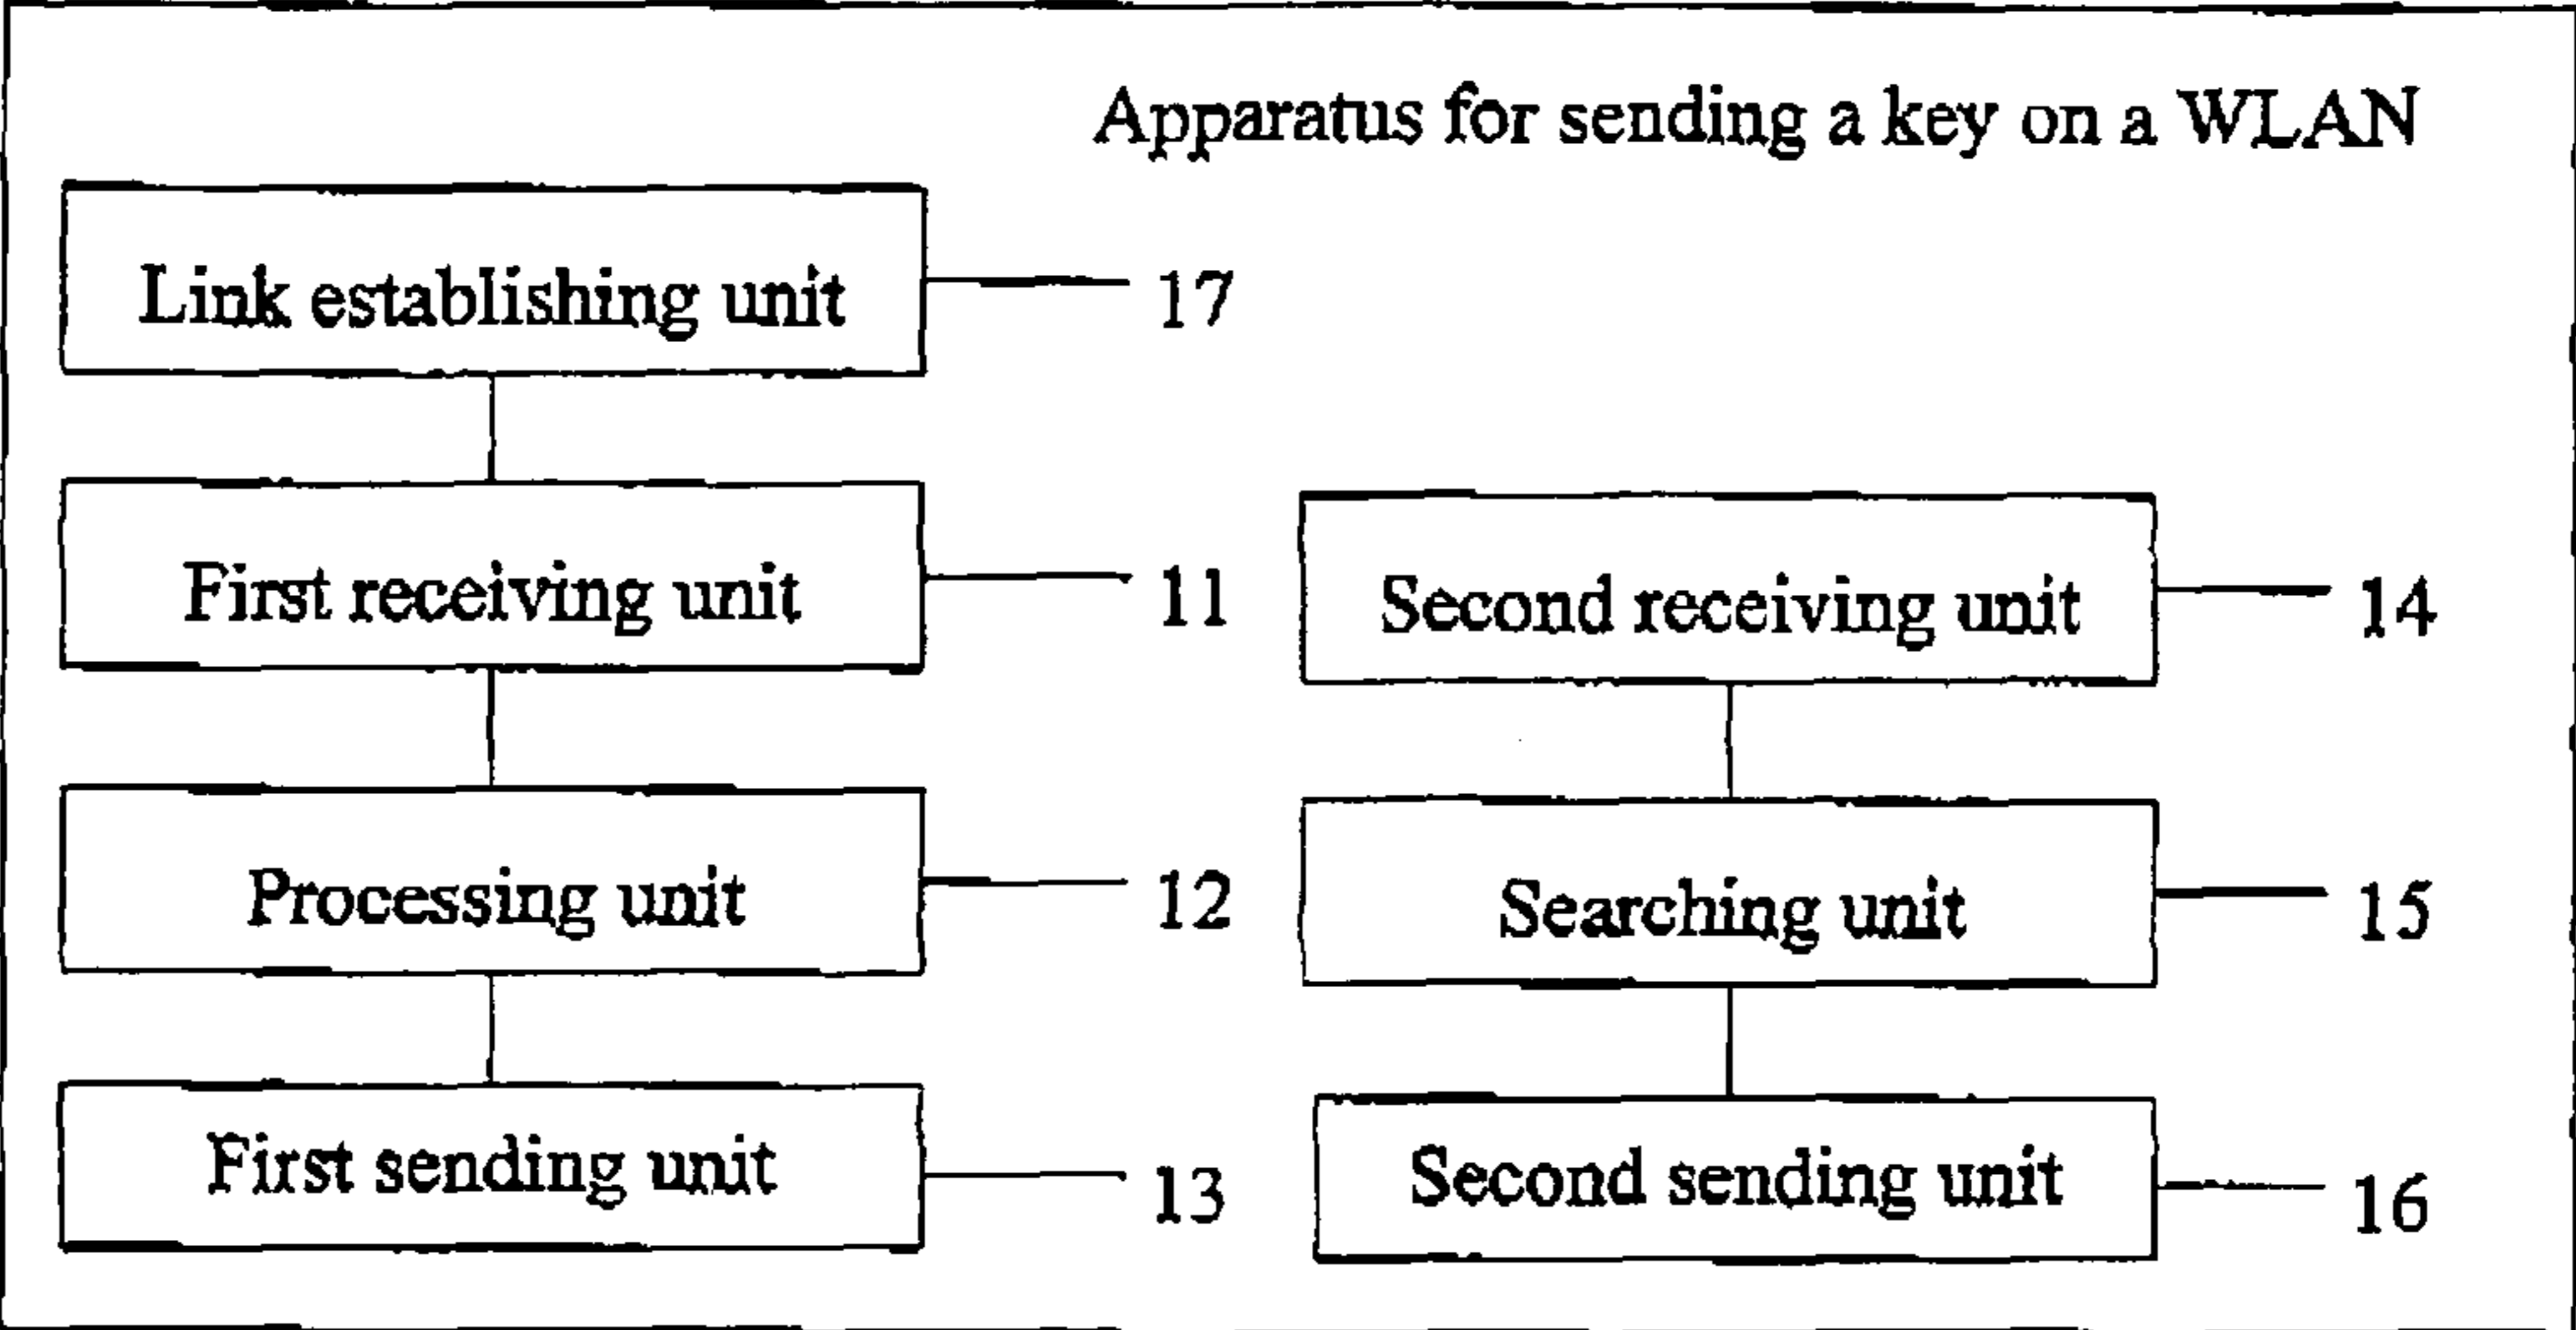 Apparatus for sending a key on a WLAN
Link establishing unit
17
First receiving unit
11
Processing unit
12
First sending unit
13
Second receiving unit
14
Searching unit
15
Second sending unit
16